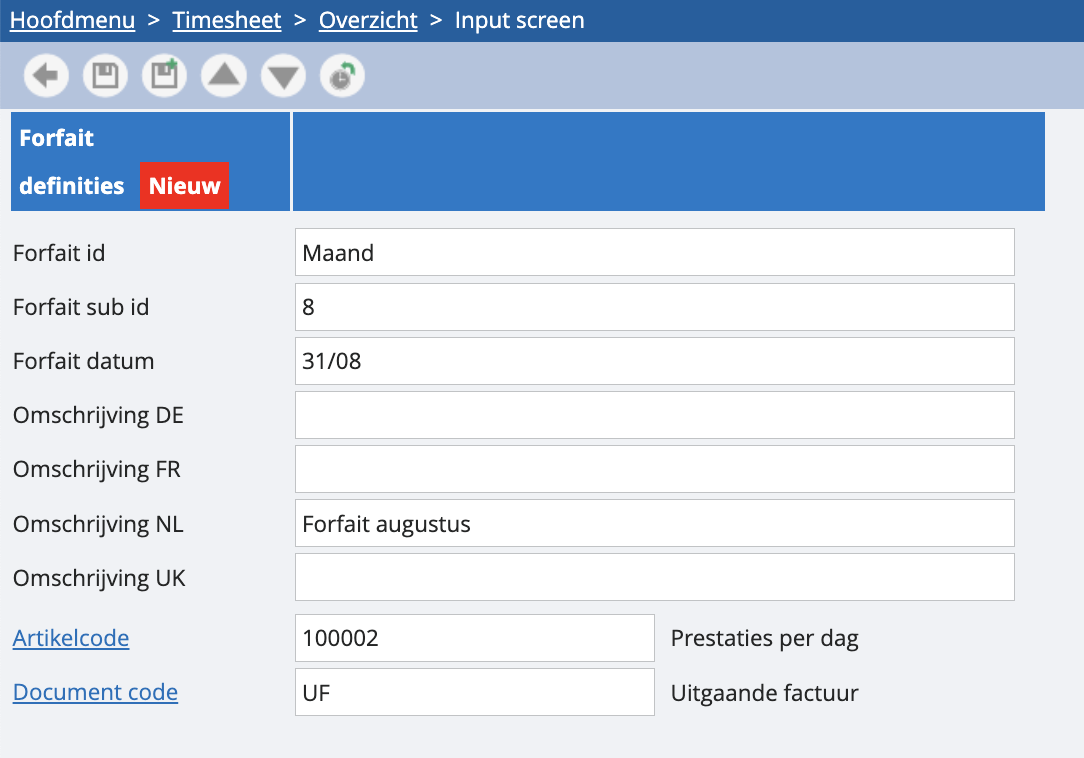 Hoofdmenu > Timesheet > Overzicht > Input screen
Forfait
definities Nieuw
Forfait id Maand
Forfait sub id 8
Forfait datum 31/08
Omschrijving DE
Omschrijving FR
Omschrijving NL Forfait augustus
Omschrijving UK
Artikelcode 100002 Prestaties per dag
Document code UF Uitgaande factuur